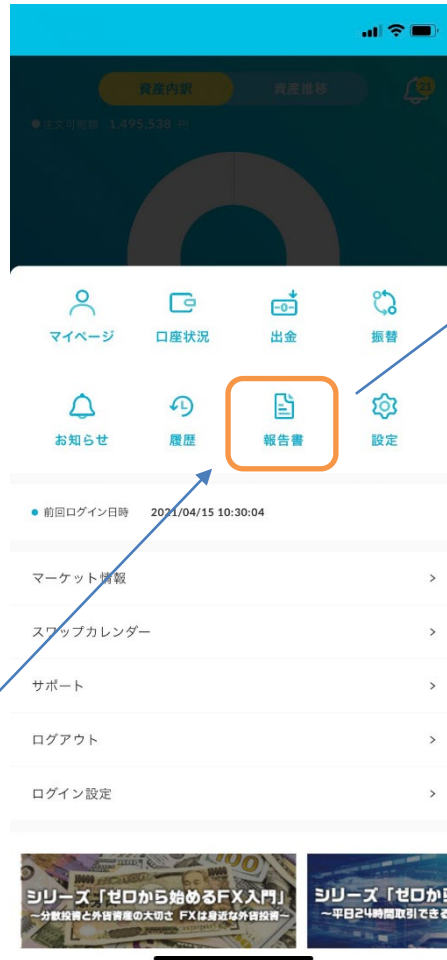 資産内訳 資産推移 21
●注文可能額 1,495,538 円
マイページ 口座状況 出金 振替
お知らせ 履歴 報告書 設定
● 前回ログイン日時 2021/04/15 10:30:04
マーケット情報 >
スワップカレンダー >
サポート >
ログアウト >
ログイン設定 >
シリーズ「ゼロから始めるFX入門」
~分散投資と外貨資産の大切さ FXは身近な外貨投資~
シリーズ「ゼロから
~平日24時間取引できる